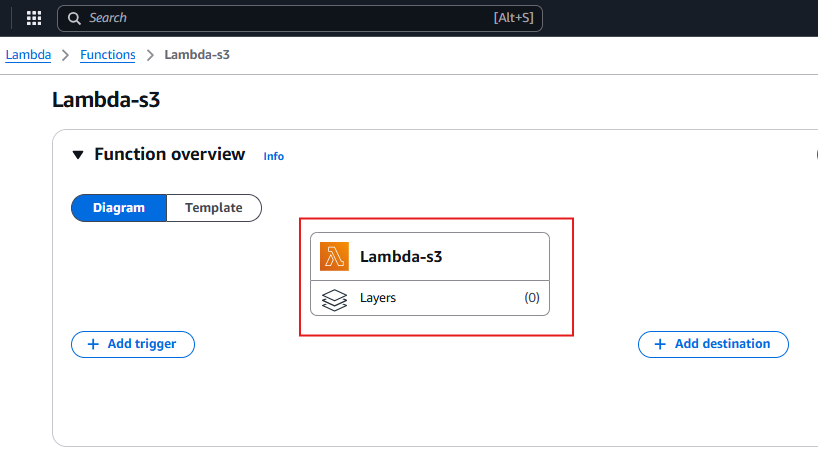 Search [Alt+S]
Lambda > Functions > Lambda-s3
Lambda-s3
Function overview Info
Diagram Template
Lambda-s3
Layers (0)
+ Add trigger + Add destination